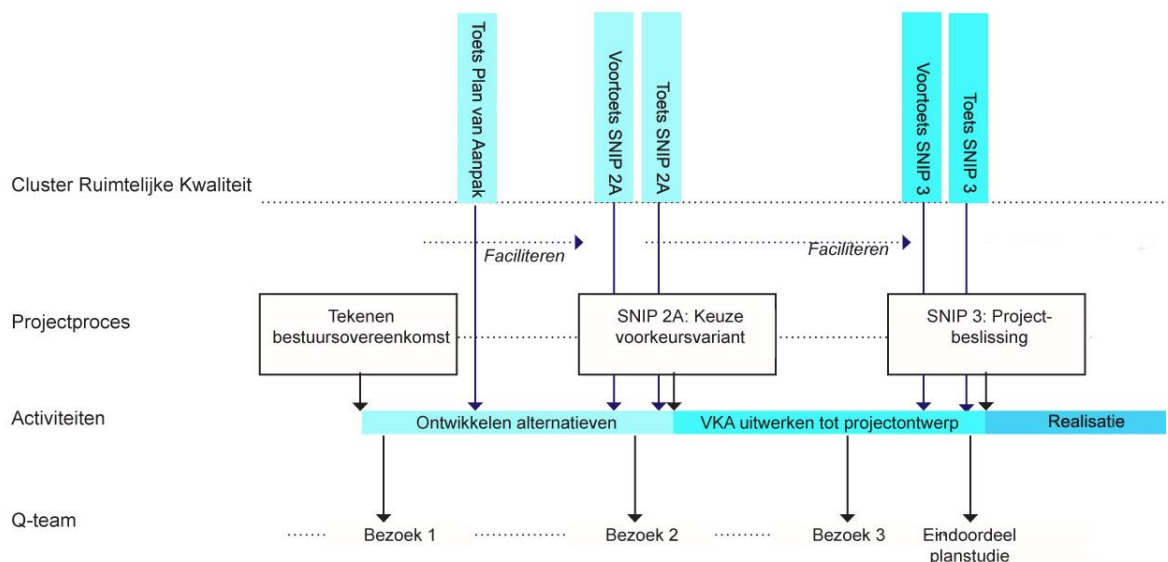 Toets Plan van Aanpak
Voortoets SNIP 2A
Toets SNIP 2A
Voortoets SNIP 3
Toets SNIP 3
Cluster Ruimtelijke Kwaliteit
Faciliteren
Faciliteren
Projectproces
Tekenen
bestuursovereenkomst
SNIP 2A: Keuze
voorkeursvariant
SNIP 3: Project-
beslissing
Activiteiten
Ontwikkelen alternatieven
VKA uitwerken tot projectontwerp
Realisatie
Q-team
Bezoek 1
Bezoek 2
Bezoek 3
Eindoordeel
planstudie